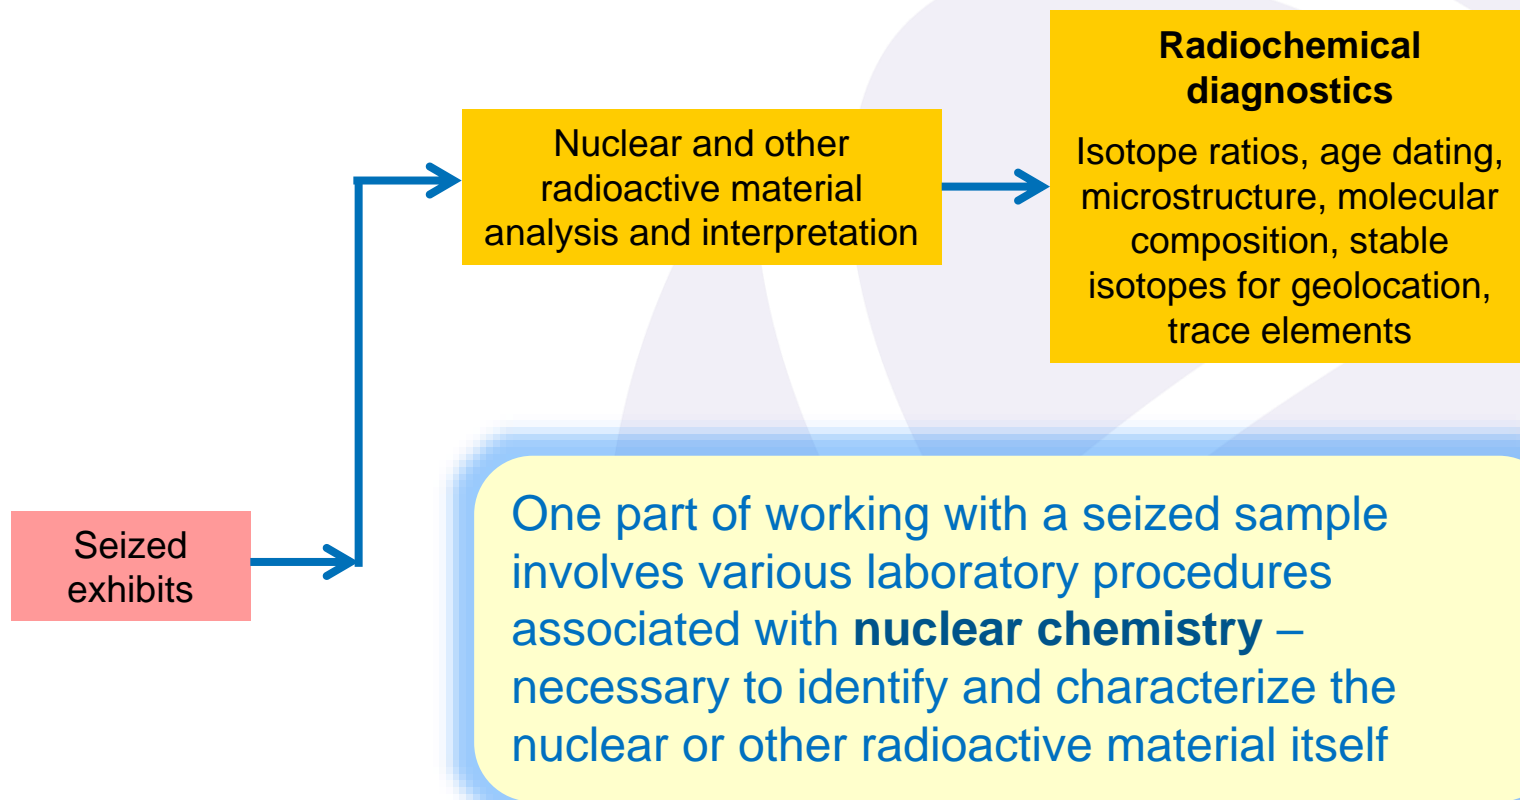 Radiochemical
diagnostics
Isotope ratios, age dating,
microstructure, molecular
composition, stable
isotopes for geolocation,
trace elements
Nuclear and other
radioactive material
analysis and interpretation
Seized
exhibits
One part of working with a seized sample
involves various laboratory procedures
associated with nuclear chemistry –
necessary to identify and characterize the
nuclear or other radioactive material itself